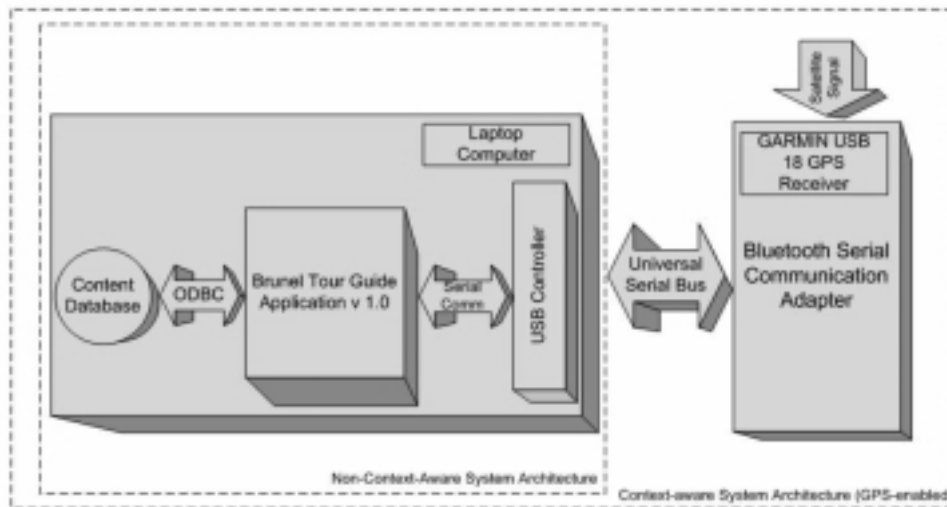 Satellite
Signal
Laptop
Computer
GARMIN USB
18 GPS
Receiver
Content
Database
ODBC
Brunel Tour Guide
Application v 1.0
Serial
Comm
USB Controller
Universal
Serial Bus
Bluetooth Serial
Communication
Adapter
Non-Context-Aware System Architecture
Context-aware System Architecture (GPS-enabled